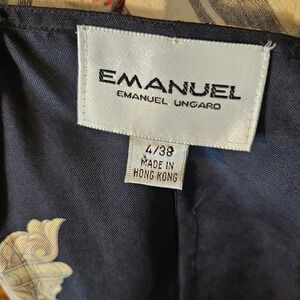 EMANUEL
EMANUEL UNGARO
4/38
MADE IN
HONG KONG